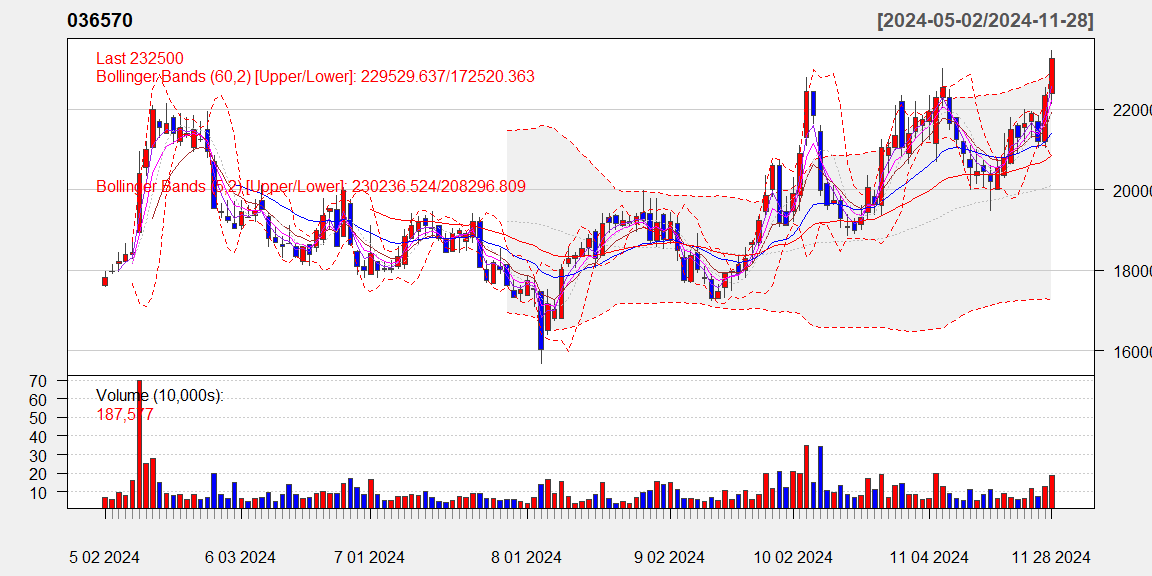 036570 [2024-05-02/2024-11-28]
Last 232500
Bollinger Bands (60,2) [Upper/Lower]: 229529.637/172520.363
22000
Bollinger Bands (5,2) [Upper/Lower]: 230236.524/208296.809
20000
18000
16000
70
Volume (10,000s):
60
187,577
50
40
30
20
10
5 02 2024 6 03 2024 7 01 2024 8 01 2024 9 02 2024 10 02 2024 11 04 2024 11 28 2024